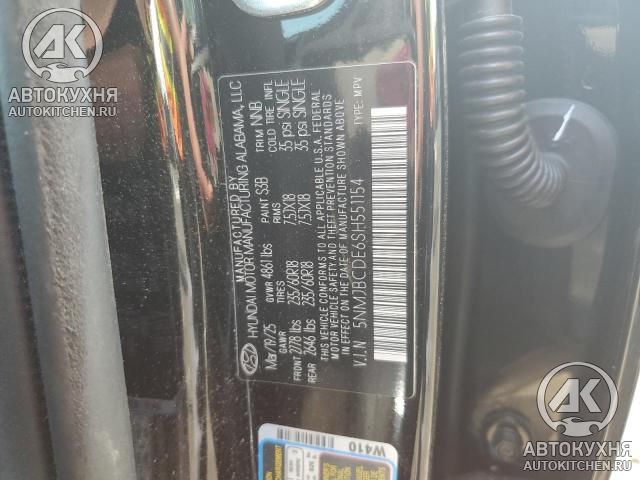 АВТОКУХНЯ
AUTOKITCHEN.RU
MANUFACTURED BY
HYUNDAI MOTOR MANUFACTURING ALABAMA, LLC
Mar/19/25 GVWR 4861 lbs PAINT S3B TRIM NNB
GAWR TIRES RIMS COLD TIRE INFL
FRONT 2778 lbs 235/60R18 7.5JX18 35 psi SINGLE
REAR 2646 lbs 235/60R18 7.5JX18 35 psi SINGLE
THIS VEHICLE CONFORMS TO ALL APPLICABLE U.S.A. FEDERAL
MOTOR VEHICLE SAFETY AND THEFT PREVENTION STANDARDS
IN EFFECT ON THE DATE OF MANUFACTURE SHOWN ABOVE.
V.I.N 5NMJBCDE6SH551154 TYPE: MPV
W410
АВТОКУХНЯ
AUTOKITCHEN.RU